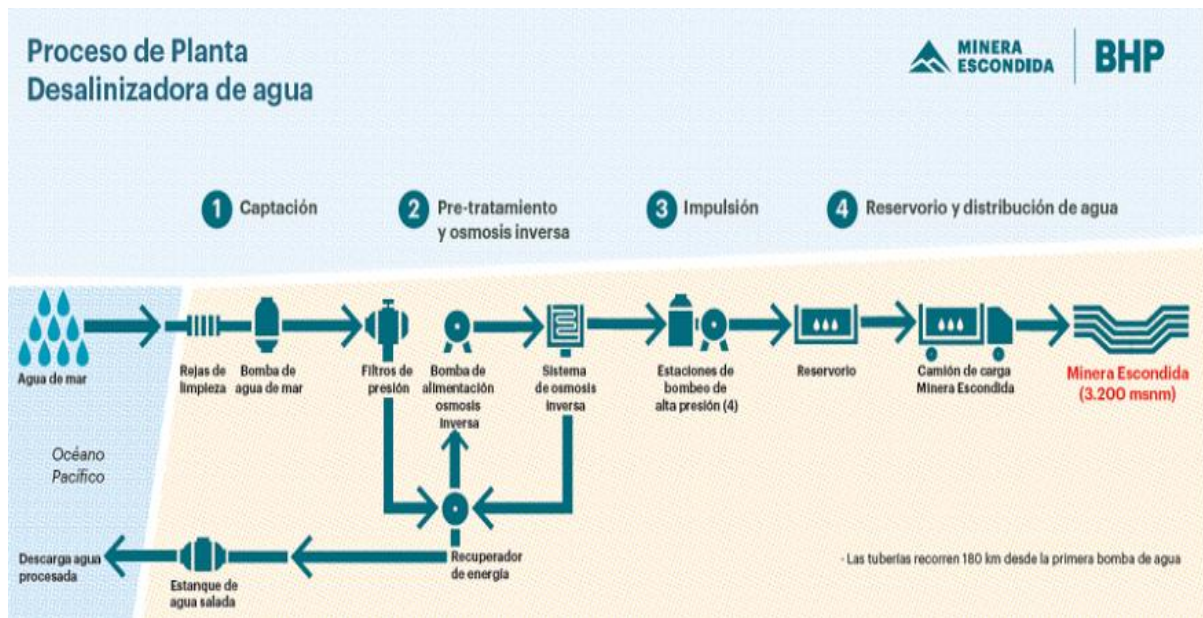 Proceso de Planta
Desalinizadora de agua
MINERA
ESCONDIDA
BHP
1 Captación
2 Pre-tratamiento
y osmosis inversa
3 Impulsión
4 Reservorio y distribución de agua
Agua de mar
Rejas de
limpieza
Bomba de
agua de mar
Filtros de
presión
Bomba de
alimentación
osmosis
Inversa
Sistema
de osmosis
inversa
Estaciones de
bombeo de
alta presión (4)
Reservorio
Camión de carga
Minera Escondida
Minera Escondida
(3.200 msnm)
Océano
Pacífico
Descarga agua
procesada
Estanque de
agua salada
Recuperador
de energía
- Las tuberías recorren 180 km desde la primera bomba de agua